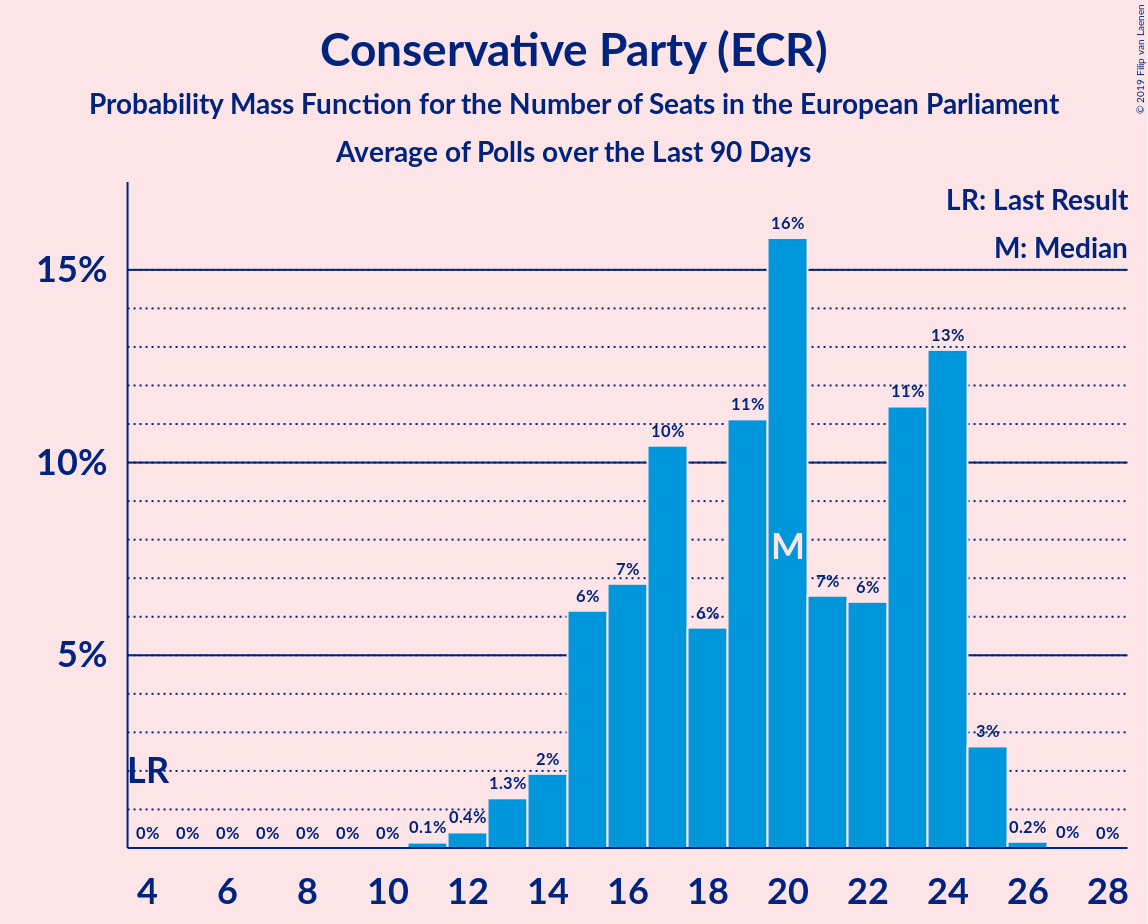 Conservative Party (ECR)
Probability Mass Function for the Number of Seats in the European Parliament
Average of Polls over the Last 90 Days
© 2019 Filip van Laenen
LR: Last Result
M: Median
15%
10%
5%
LR
M
0% 0% 0% 0% 0% 0% 0% 0.1% 0.4% 1.3% 2% 6% 7% 10% 6% 11% 16% 7% 6% 11% 13% 3% 0.2% 0% 0%
4 6 8 10 12 14 16 18 20 22 24 26 28